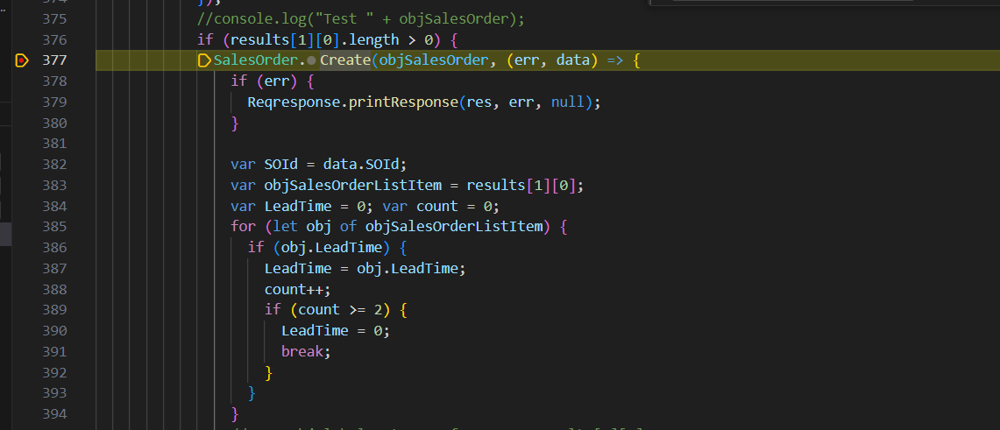 });
375 //console.log("Test " + objSalesOrder);
376 if (results[1][0].length > 0) {
377 SalesOrder. Create(objSalesOrder, (err, data) => {
378 if (err) {
379 Reqresponse.printResponse(res, err, null);
380 }
381
382 var SOId = data.SOId;
383 var objSalesOrderListItem = results[1][0];
384 var LeadTime = 0; var count = 0;
385 for (let obj of objSalesOrderListItem) {
386 if (obj.LeadTime) {
387 LeadTime = obj.LeadTime;
388 count++;
389 if (count >= 2) {
390 LeadTime = 0;
391 break;
392 }
393 }
394 }